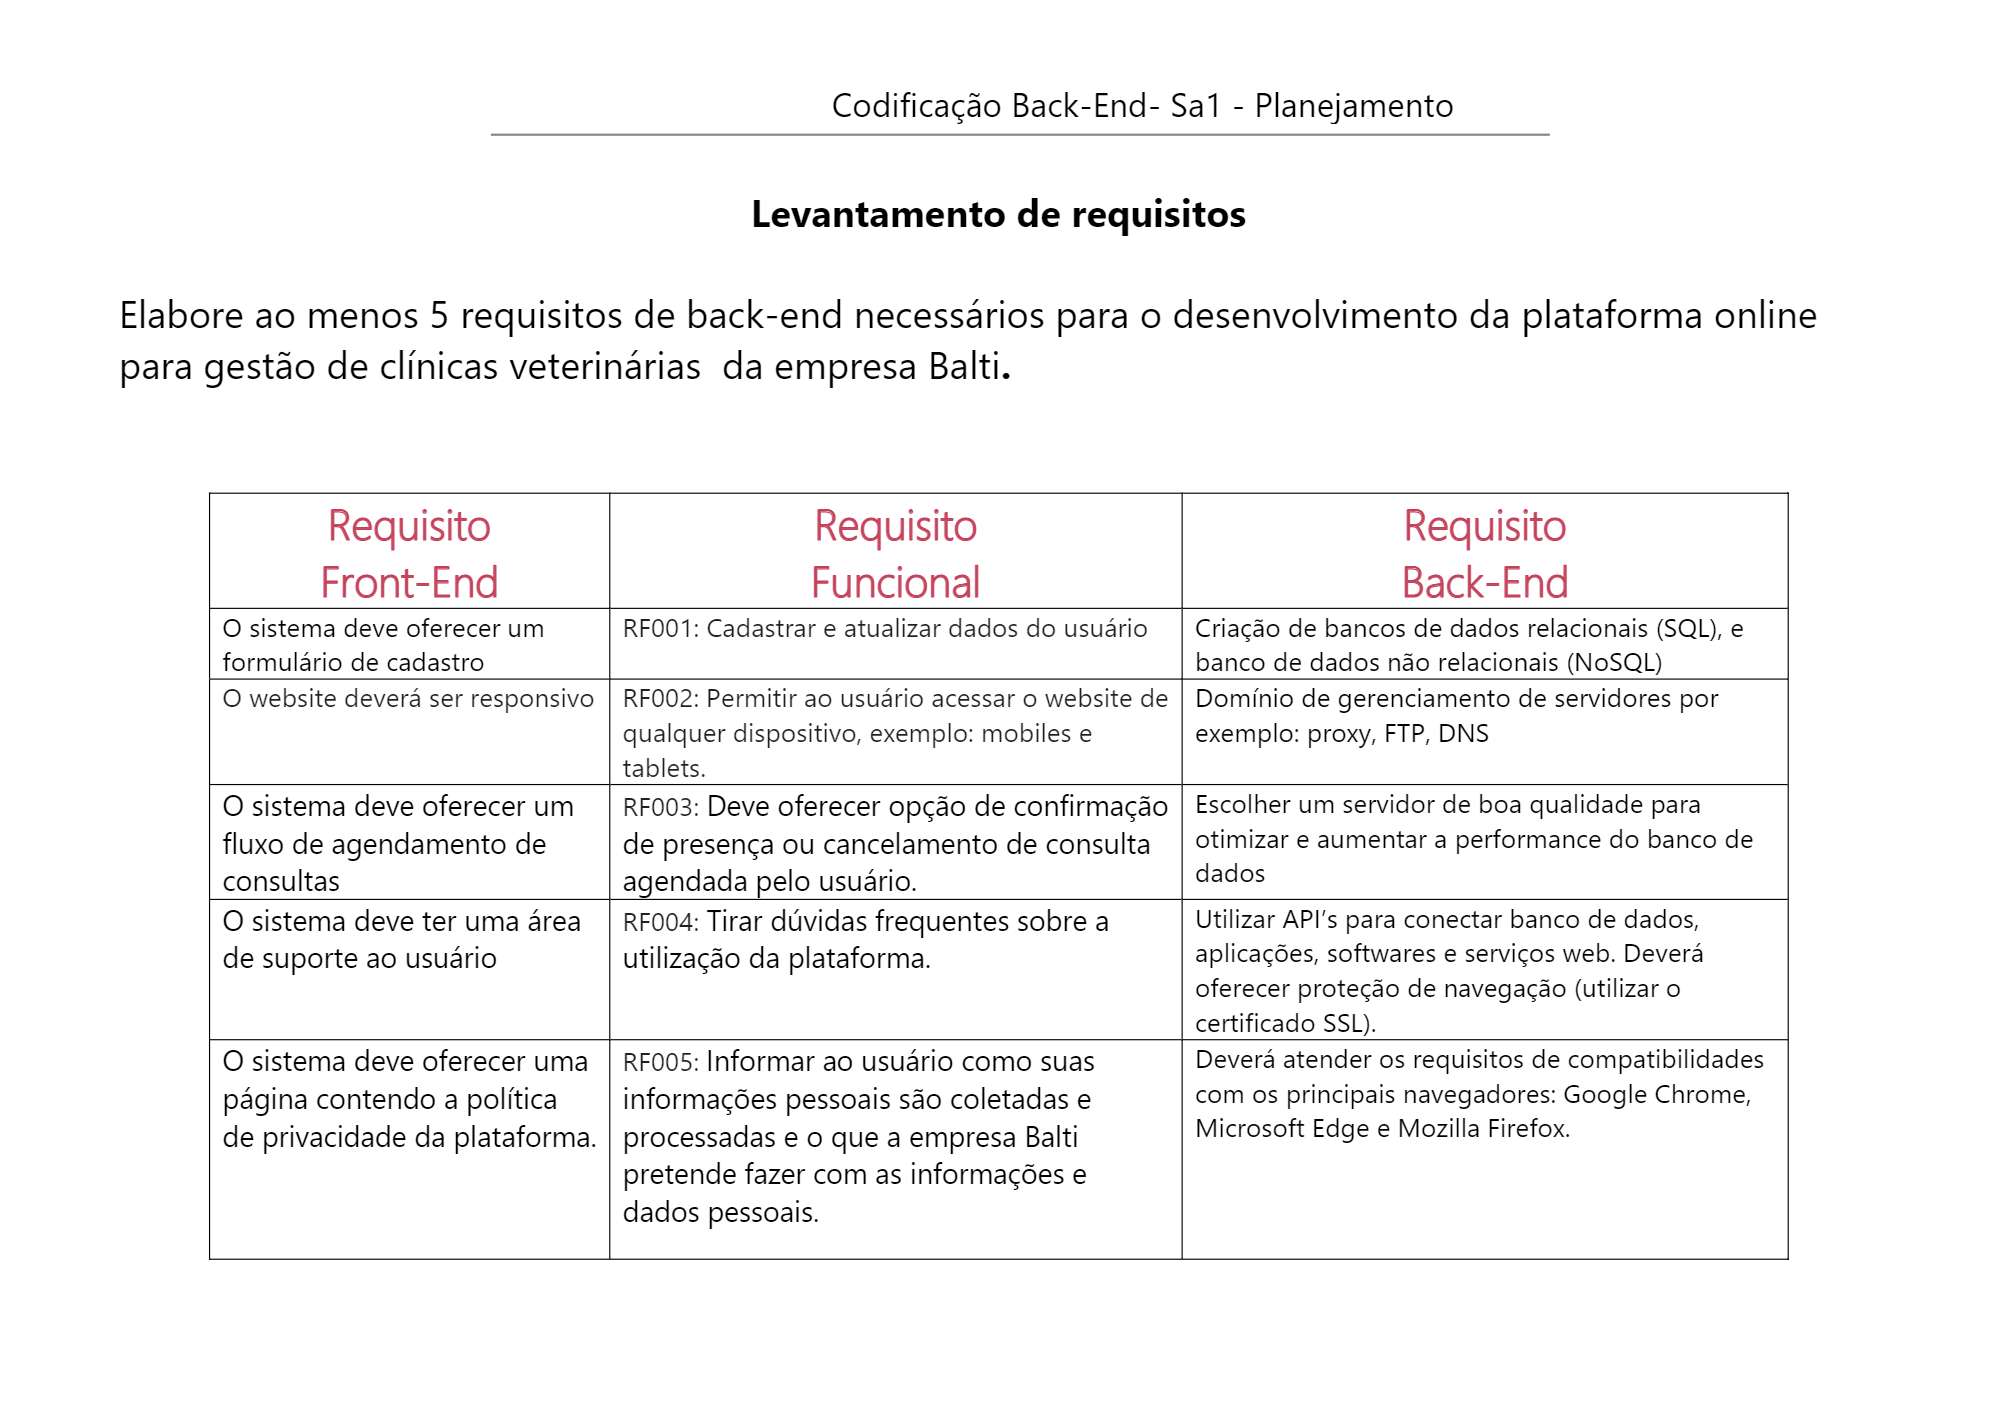 Codificação Back-End- Sa1 - Planejamento
Levantamento de requisitos
Elabore ao menos 5 requisitos de back-end necessários para o desenvolvimento da plataforma online
para gestão de clínicas veterinárias  da empresa Balti.
Requisito
Front-End
Requisito
Funcional
Requisito
Back-End
O sistema deve oferecer um
formulário de cadastro
RF001: Cadastrar e atualizar dados do usuário
Criação de bancos de dados relacionais (SQL), e
banco de dados não relacionais (NoSQL)
O website deverá ser responsivo
RF002: Permitir ao usuário acessar o website de
qualquer dispositivo, exemplo: mobiles e
tablets.
Domínio de gerenciamento de servidores por
exemplo: proxy, FTP, DNS
O sistema deve oferecer um
fluxo de agendamento de
consultas
RF003: Deve oferecer opção de confirmação
de presença ou cancelamento de consulta
agendada pelo usuário.
Escolher um servidor de boa qualidade para
otimizar e aumentar a performance do banco de
dados
O sistema deve ter uma área
de suporte ao usuário
RF004: Tirar dúvidas frequentes sobre a
utilização da plataforma.
Utilizar API’s para conectar banco de dados,
aplicações, softwares e serviços web. Deverá
oferecer proteção de navegação (utilizar o
certificado SSL).
O sistema deve oferecer uma
página contendo a política
de privacidade da plataforma.
RF005: Informar ao usuário como suas
informações pessoais são coletadas e
processadas e o que a empresa Balti
pretende fazer com as informações e
dados pessoais.
Deverá atender os requisitos de compatibilidades
com os principais navegadores: Google Chrome,
Microsoft Edge e Mozilla Firefox.